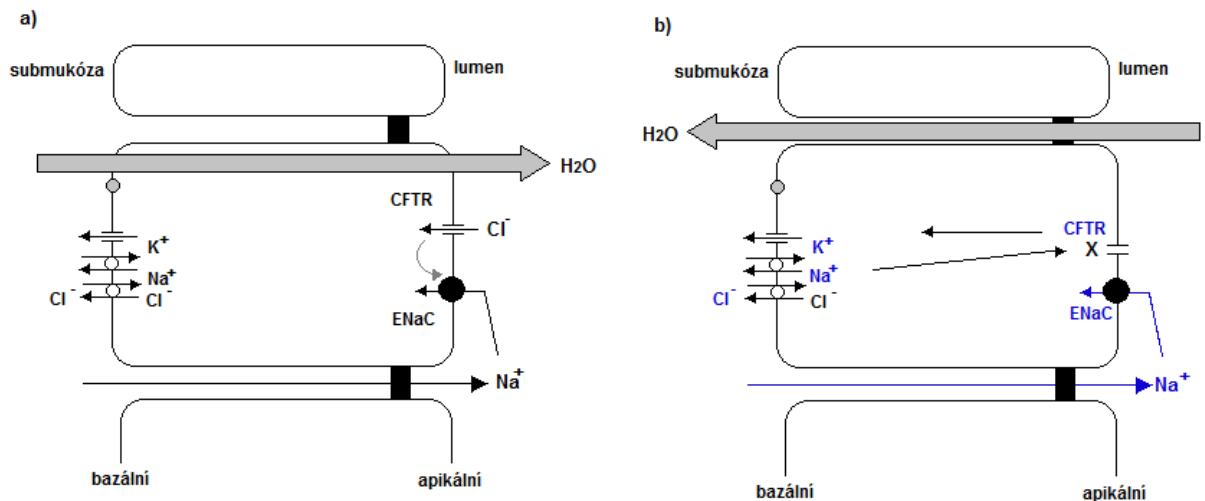 a)
submukóza
lumen
H2O
CFTR
Cl-
K+
Na+
Cl-
Cl-
ENaC
Na+
bazální
apikální
b)
submukóza
lumen
H2O
CFTR
X
K+
Na+
Cl-
Cl-
ENaC
Na+
bazální
apikální